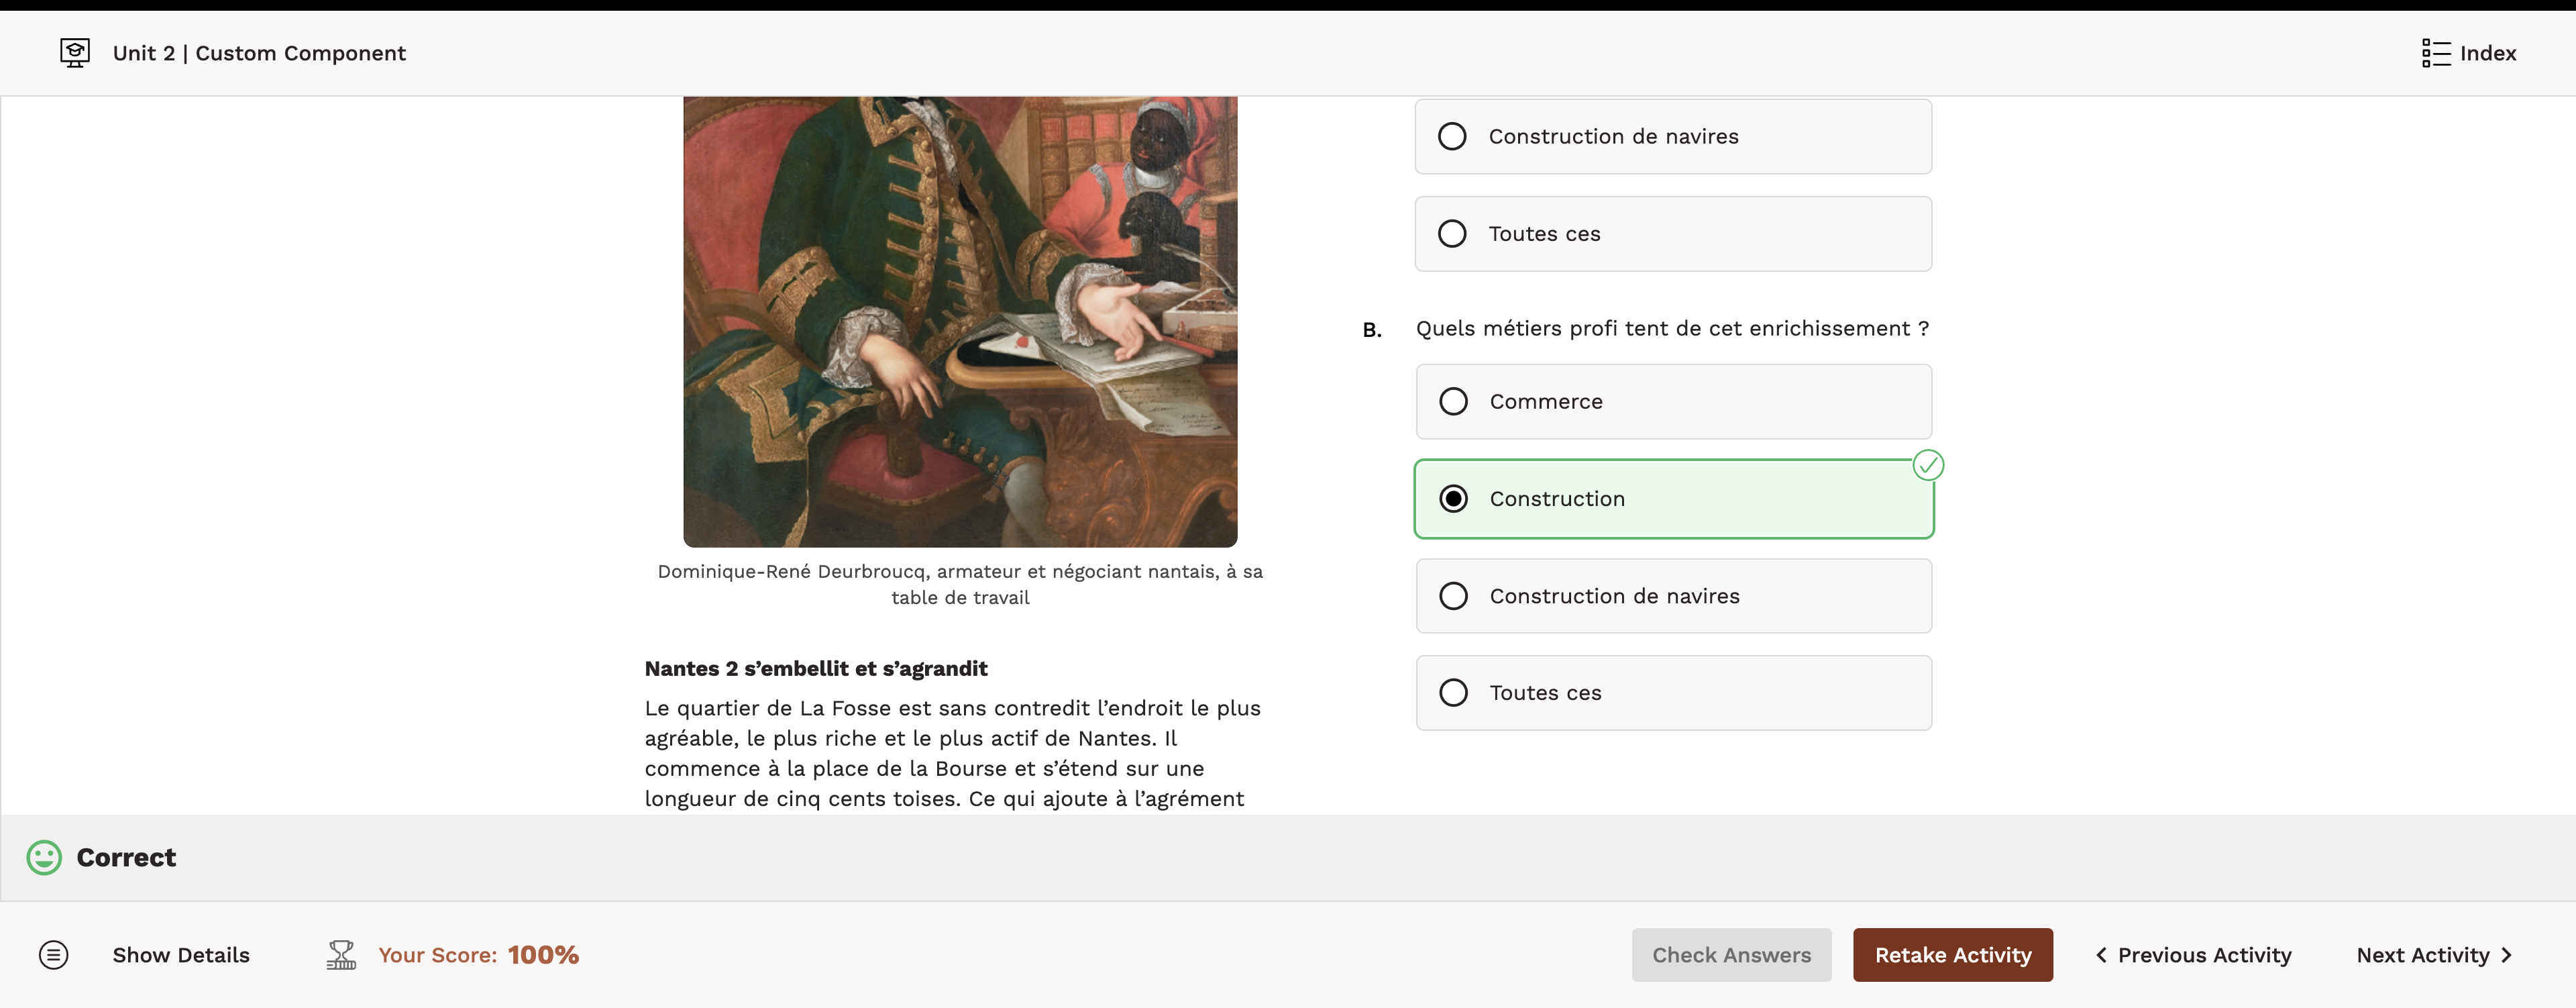 Unit 2 | Custom Component
Index
Dominique-René Deurbroucq, armateur et négociant nantais, à sa
table de travail
Nantes 2 s’embellit et s’agrandit
Le quartier de La Fosse est sans contredit l’endroit le plus
agréable, le plus riche et le plus actif de Nantes. Il
commence à la place de la Bourse et s’étend sur une
longueur de cinq cents toises. Ce qui ajoute à l’agrément
Construction de navires
Toutes ces
B. Quels métiers profi tent de cet enrichissement ?
Commerce
Construction
Construction de navires
Toutes ces
Correct
Show Details
Your Score: 100%
Check Answers
Retake Activity
Previous Activity
Next Activity